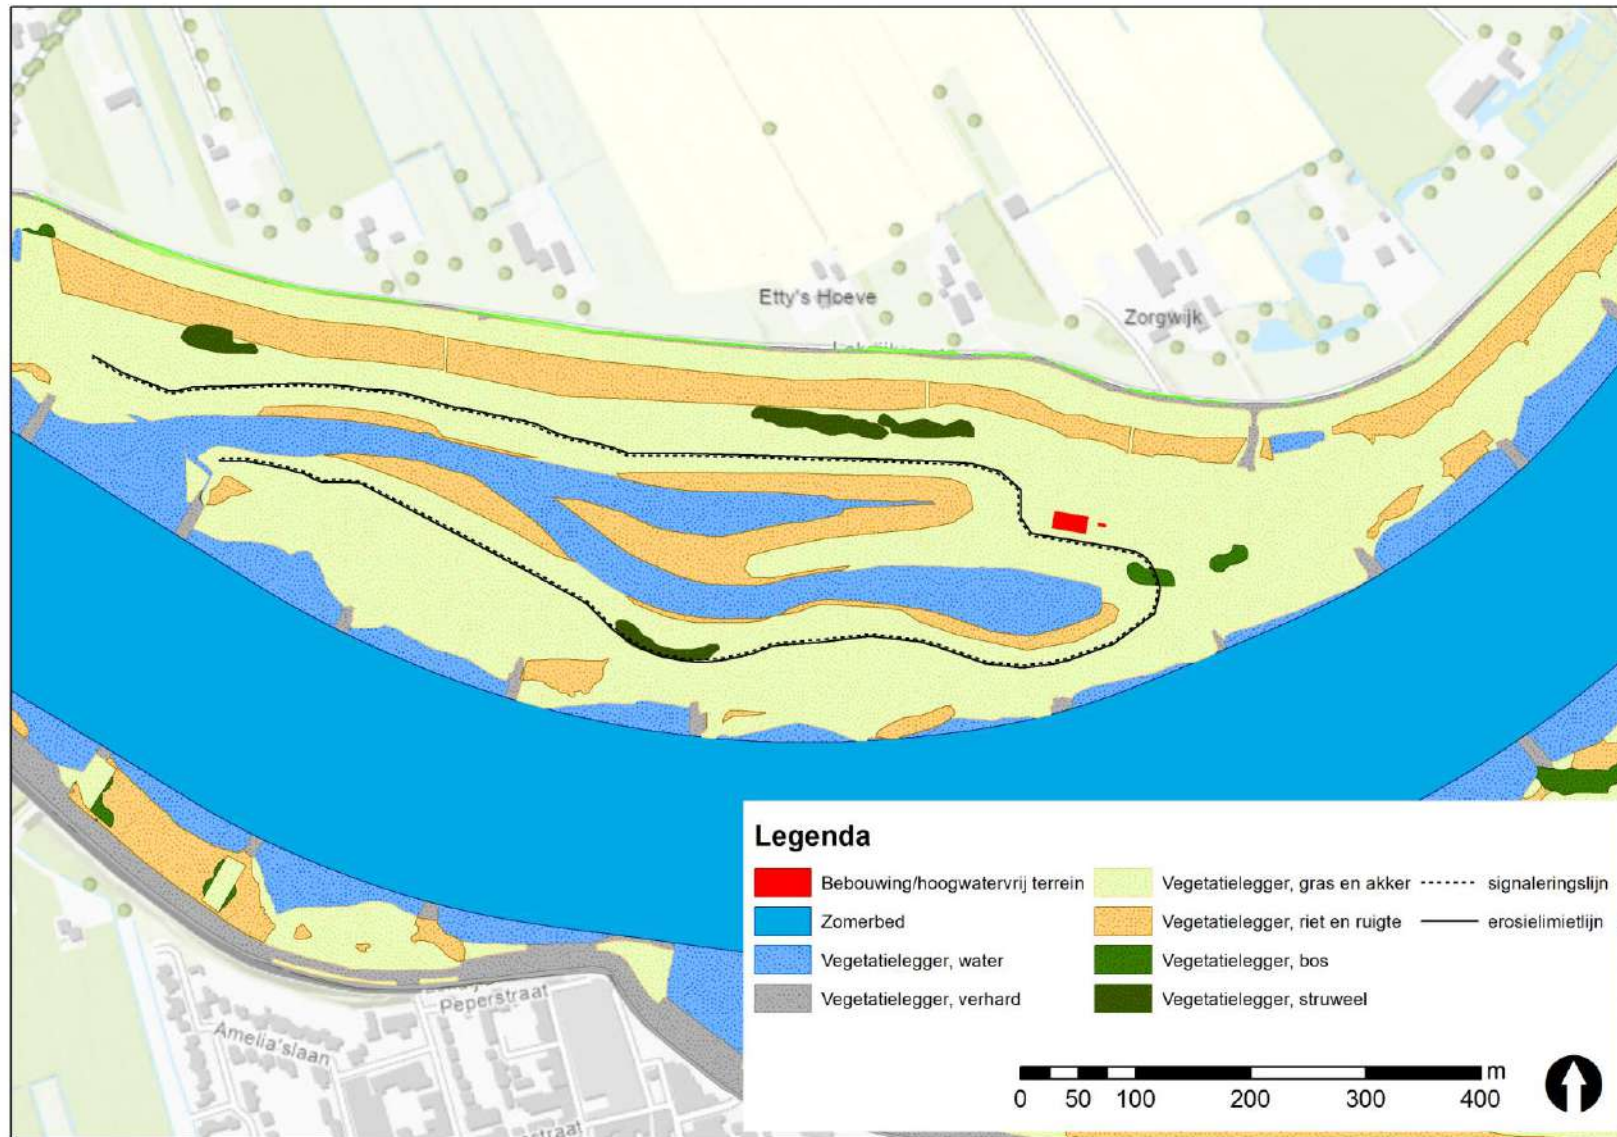 Etty's Hoeve
Zorgwijk
Legenda
Bebouwing/hoogwatervrij terrein
Zomerbed
Vegetatielegger, water
Vegetatielegger, verhard
Vegetatielegger, gras en akker
Vegetatielegger, riet en ruigte
Vegetatielegger, bos
Vegetatielegger, struweel
signaleringslijn
erosielimietlijn
m
0 50 100 200 300 400
Peperstraat
Amelia'slaan